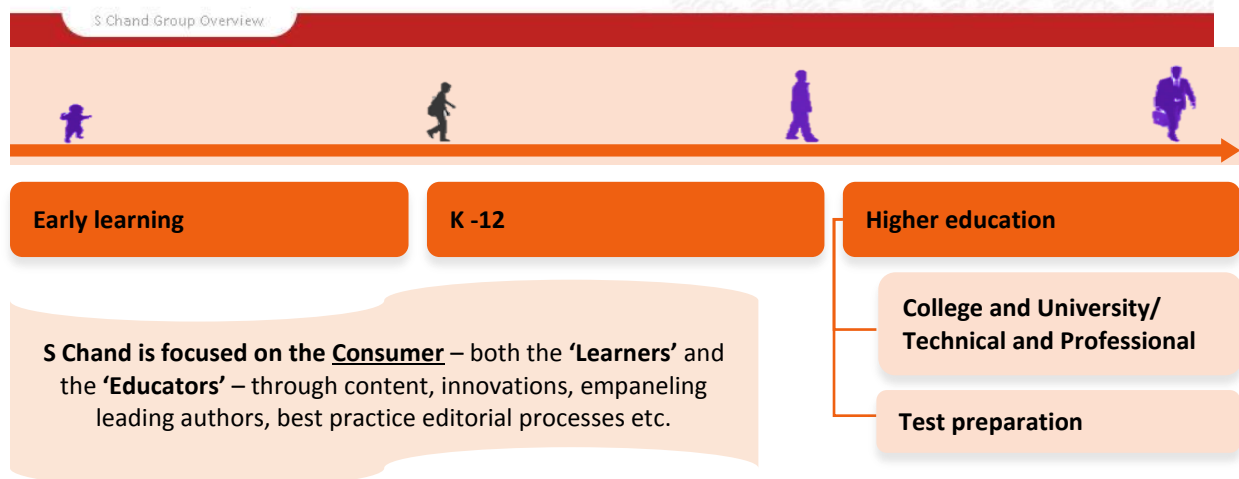 S Chand Group Overview
Early learning
K -12
Higher education
College and University/
Technical and Professional
Test preparation
S Chand is focused on the Consumer – both the ‘Learners’ and
the ‘Educators’ – through content, innovations, empaneling
leading authors, best practice editorial processes etc.